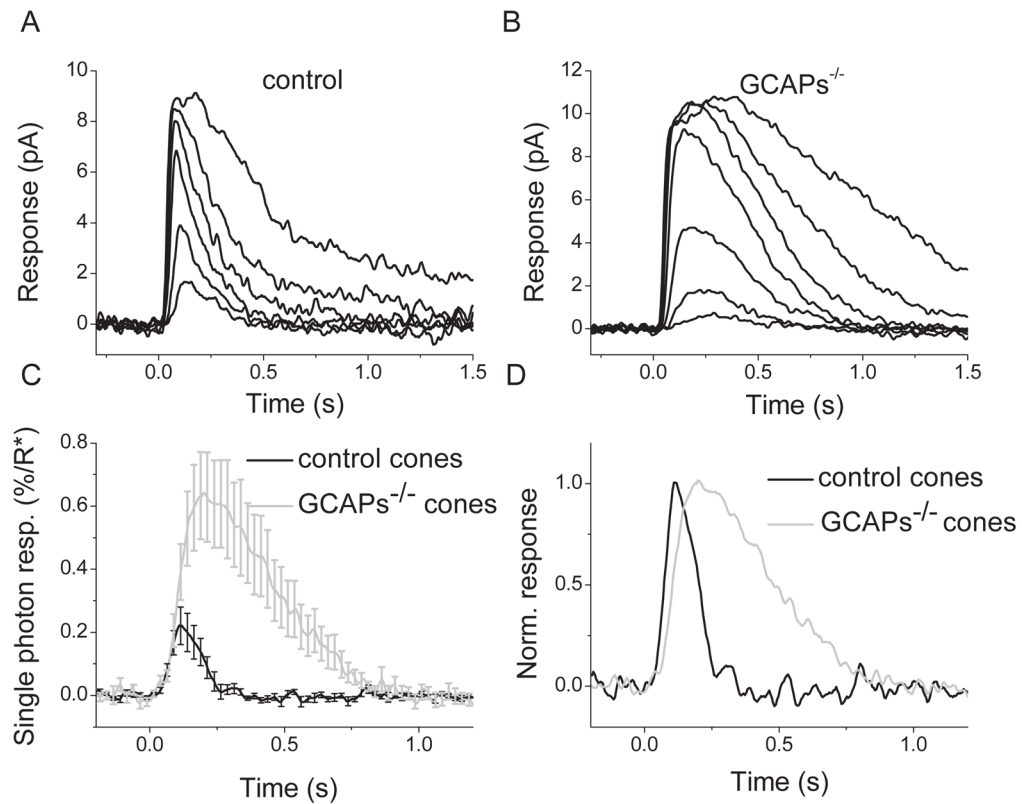 A
control
Response (pA)
10
8
6
4
2
0
0.0 0.5 1.0 1.5
Time (s)
B
GCAPs-/-
Response (pA)
12
10
8
6
4
2
0
0.0 0.5 1.0 1.5
Time (s)
C
Single photon resp. (%/R*)
0.8
0.6
0.4
0.2
0.0
control cones
GCAPs-/- cones
0.0 0.5 1.0
Time (s)
D
Norm. response
1.0
0.5
0.0
control cones
GCAPs-/- cones
0.0 0.5 1.0
Time (s)